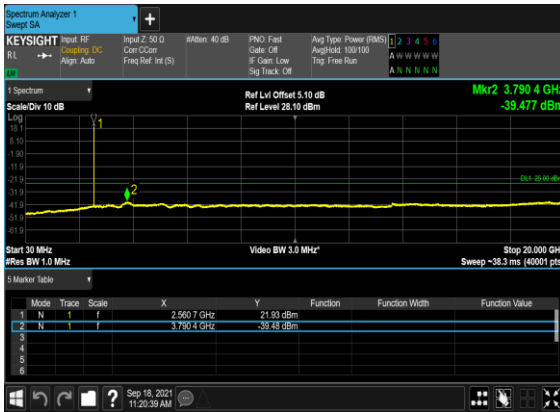 Spectrum Analyzer 1
Swept SA
+
KEYSIGHT
RL
Input: RF
Coupling: DC
Align: Auto
Input Z: 50 Ω
Corr CCorr
Freq Ref: Int (S)
#Atten: 40 dB
PNO: Fast
Gate: Off
IF Gain: Low
Sig Track: Off
Avg Type: Power (RMS)
Avg|Hold: 100/100
Trig: Free Run
1 2 3 4 5 6
A W W W W W
A N N N N N
1 Spectrum
Scale/Div 10 dB
Ref Lvl Offset 5.10 dB
Ref Level 28.10 dBm
Mkr2 3.790 4 GHz
-39.477 dBm
Log
18.1
8.10
-1.90
-11.9
-21.9
-31.9
-41.9
-51.9
-61.9
1
2
Start 30 MHz
#Res BW 1.0 MHz
Video BW 3.0 MHz*
Stop 20.000 GH
Sweep ~38.3 ms (40001 pts
5 Marker Table
Mode Trace Scale X Y Function Function Width Function Value
1 N 1 f 2.560 7 GHz 21.93 dBm
2 N 1 f 3.790 4 GHz -39.48 dBm
3
4
5
6
?
Sep 18, 2021
11:20:39 AM